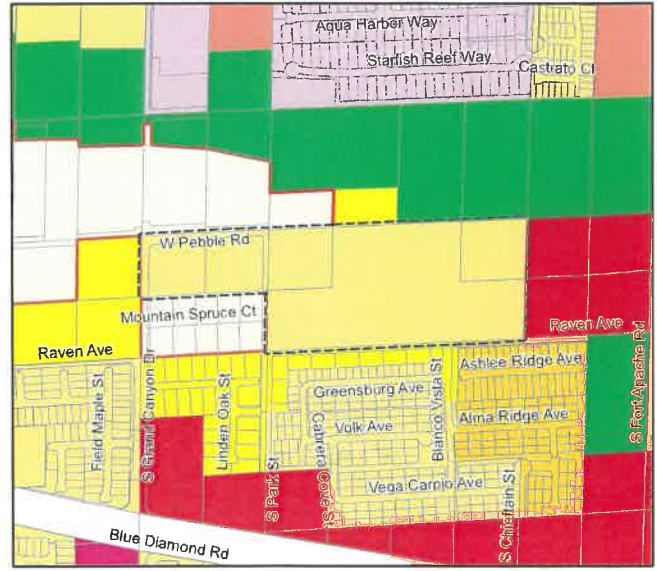 Aqua Harbor Way
Starfish Reef Way
Castrato Ct
W Pebble Rd
Mountain Spruce Ct
Raven Ave
Raven Ave
S Fort Apache Rd
Ashlee Ridge Ave
Field Maple St
S Grand Canyon Dr
Linden Oak St
S Park St
Greensburg Ave
Cabrera Cove St
Volk Ave
Blanco Vista St
Alma Ridge Ave
Vega Carpio Ave
S Chieftain St
Blue Diamond Rd